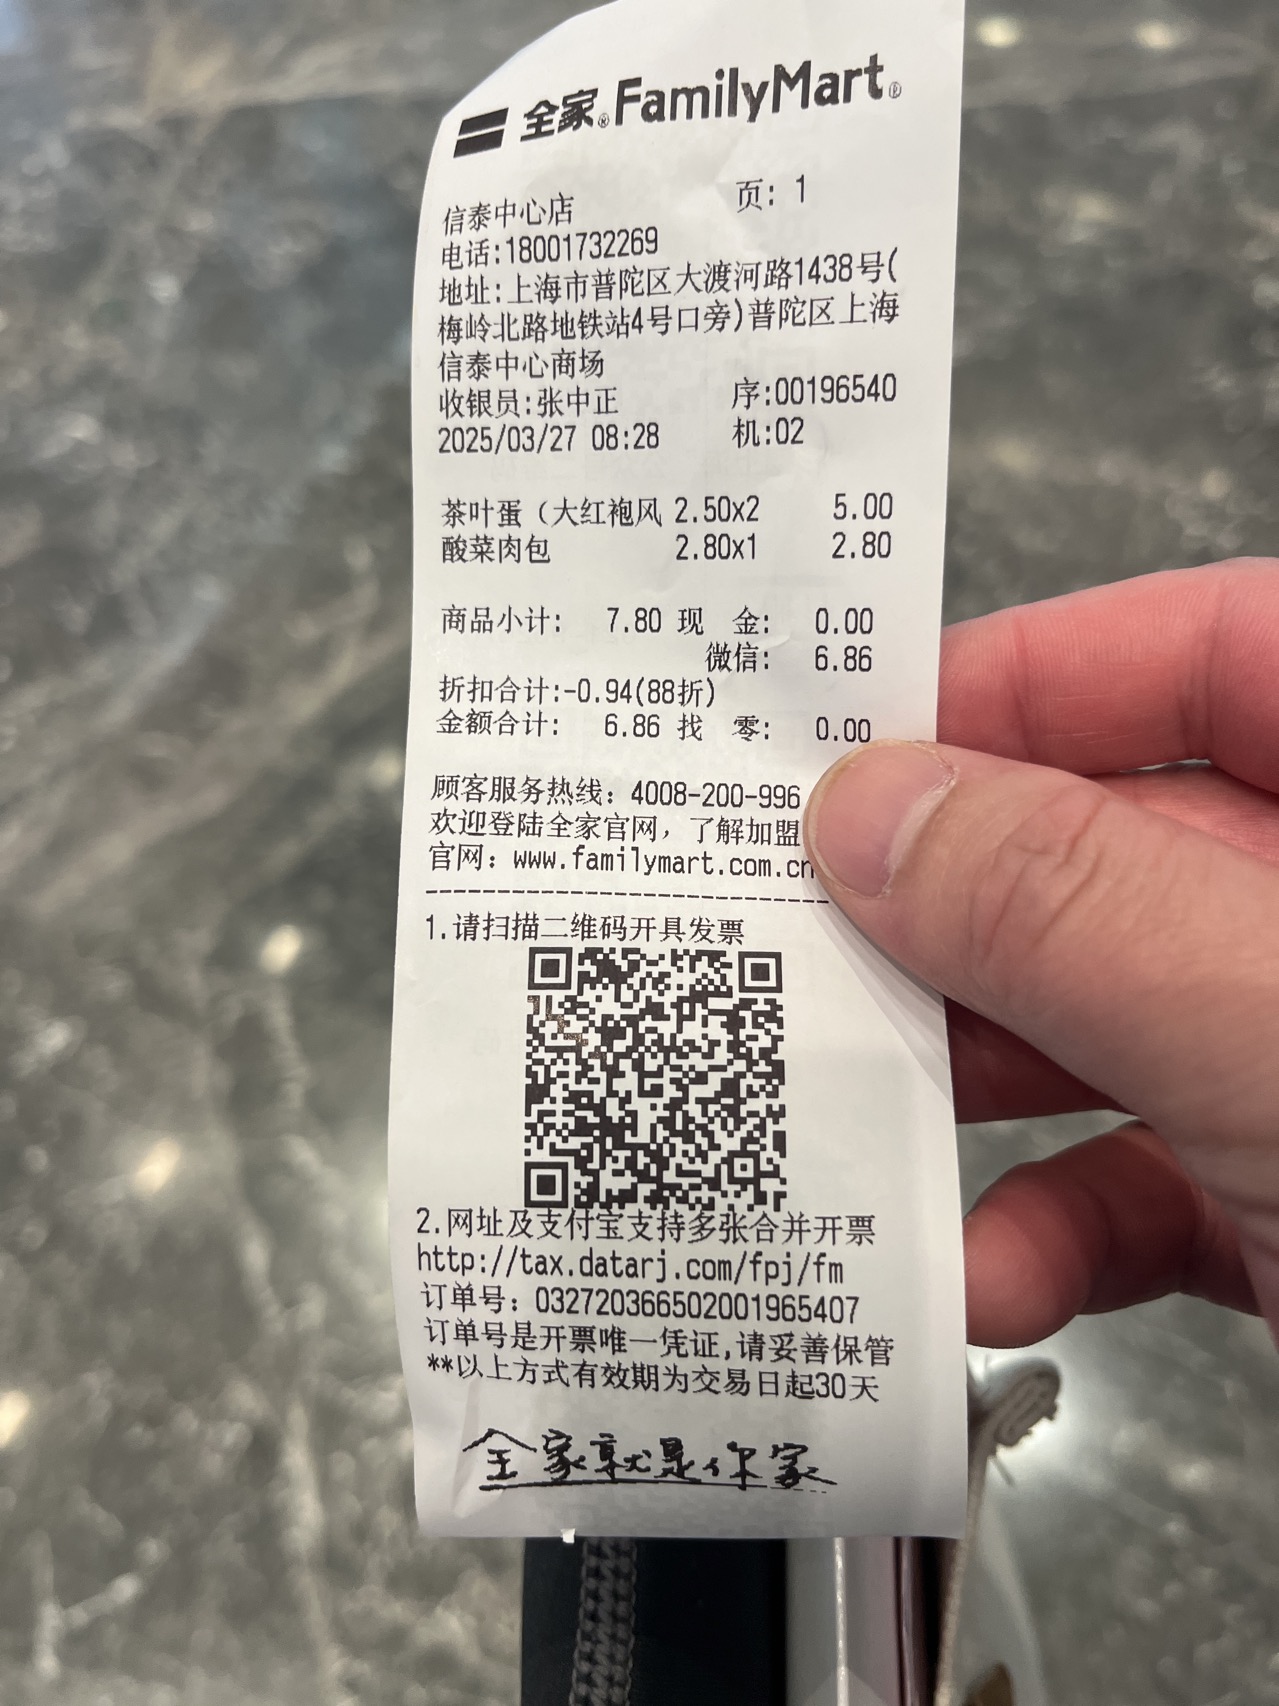 全家® FamilyMart®
信泰中心店 页: 1
电话:18001732269
地址:上海市普陀区大渡河路1438号(
梅岭北路地铁站4号口旁)普陀区上海
信泰中心商场
收银员:张中正 序:00196540
2025/03/27 08:28 机:02
茶叶蛋（大红袍风 2.50x2 5.00
酸菜肉包 2.80x1 2.80
商品小计: 7.80 现 金: 0.00
微信: 6.86
折扣合计:-0.94(88折)
金额合计: 6.86 找 零: 0.00
顾客服务热线：4008-200-996
欢迎登陆全家官网，了解加盟
官网：www.familymart.com.cn
1.请扫描二维码开具发票
2.网址及支付宝支持多张合并开票
http://tax.datarj.com/fpj/fm
订单号：032720366502001965407
订单号是开票唯一凭证,请妥善保管
**以上方式有效期为交易日起30天
全家就是你家